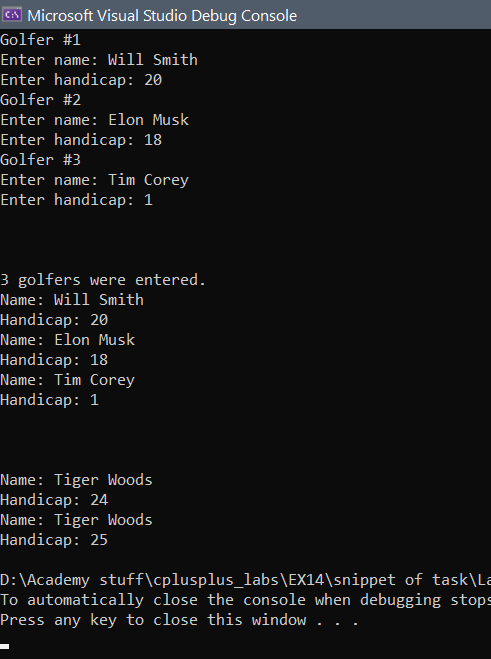 Microsoft Visual Studio Debug Console
Golfer #1
Enter name: Will Smith
Enter handicap: 20
Golfer #2
Enter name: Elon Musk
Enter handicap: 18
Golfer #3
Enter name: Tim Corey
Enter handicap: 1
3 golfers were entered.
Name: Will Smith
Handicap: 20
Name: Elon Musk
Handicap: 18
Name: Tim Corey
Handicap: 1
Name: Tiger Woods
Handicap: 24
Name: Tiger Woods
Handicap: 25
D:\Academy stuff\cplusplus_labs\EX14\snippet of task\La
To automatically close the console when debugging stops
Press any key to close this window . . .